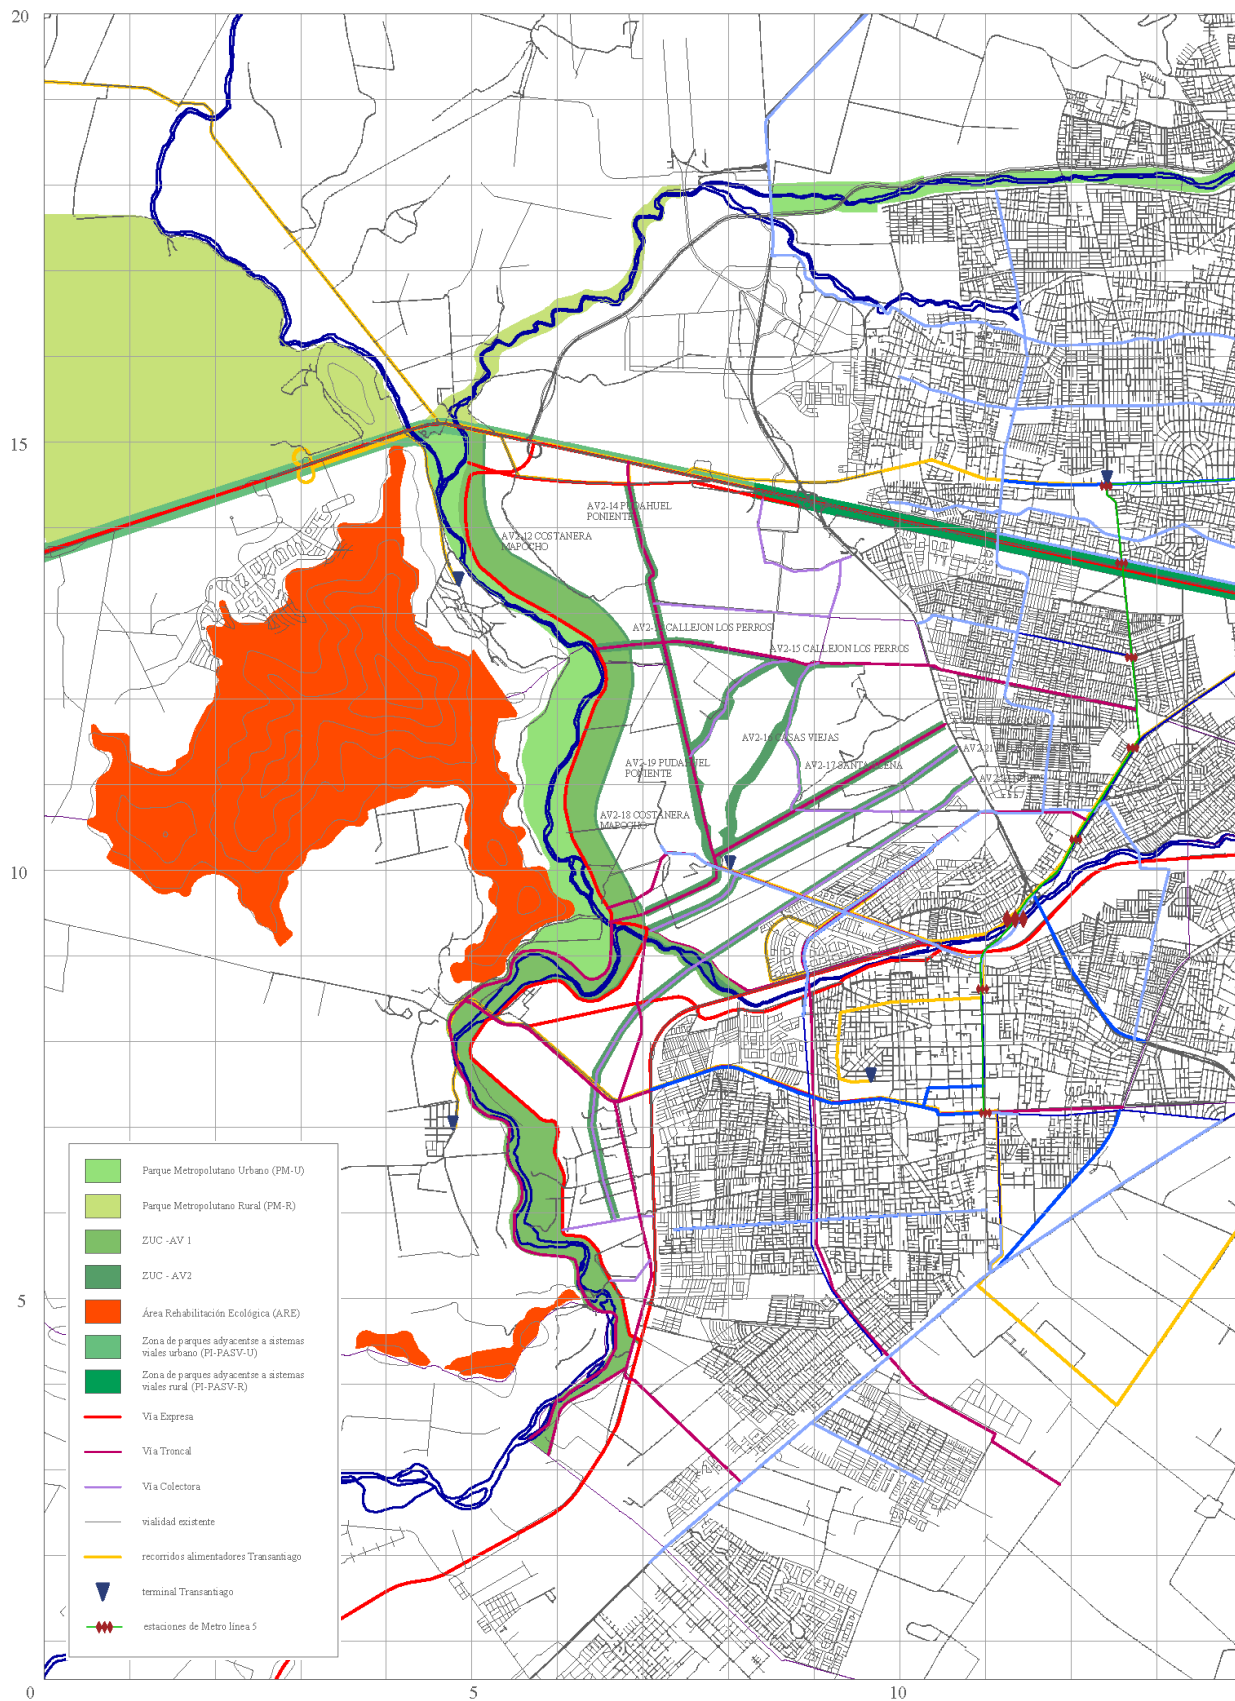 20
15
AV2-14 PUDAHUEL
PONIENTE
AV2-12 COSTANERA
MAPOCHO
CALLEJON LOS PERROS
AV2-15 CALLEJON LOS PERROS
AV2-16 CASAS VIEJAS
AV2-19 PUDAHUEL
PONIENTE
AV2-17 SANTA
AV2-21
AV2-18 COSTANERA
MAPOCHO
10
5
Parque Metropolutano Urbano (PM-U)
Parque Metropolitano Rural (PM-R)
ZUC -AV 1
ZUC - AV2
Área Rehabilitación Ecológica (ARE)
Zona de parques adyacentse a sistemas
viales urbano (PI-PASV-U)
Zona de parques adyacentse a sistemas
viales rural (PI-PASV-R)
Vía Expresa
Vía Troncal
Vía Colectora
vialidad existente
recorridos alimentadores Transantiago
terminal Transantiago
estaciones de Metro línea 5
0
5
10